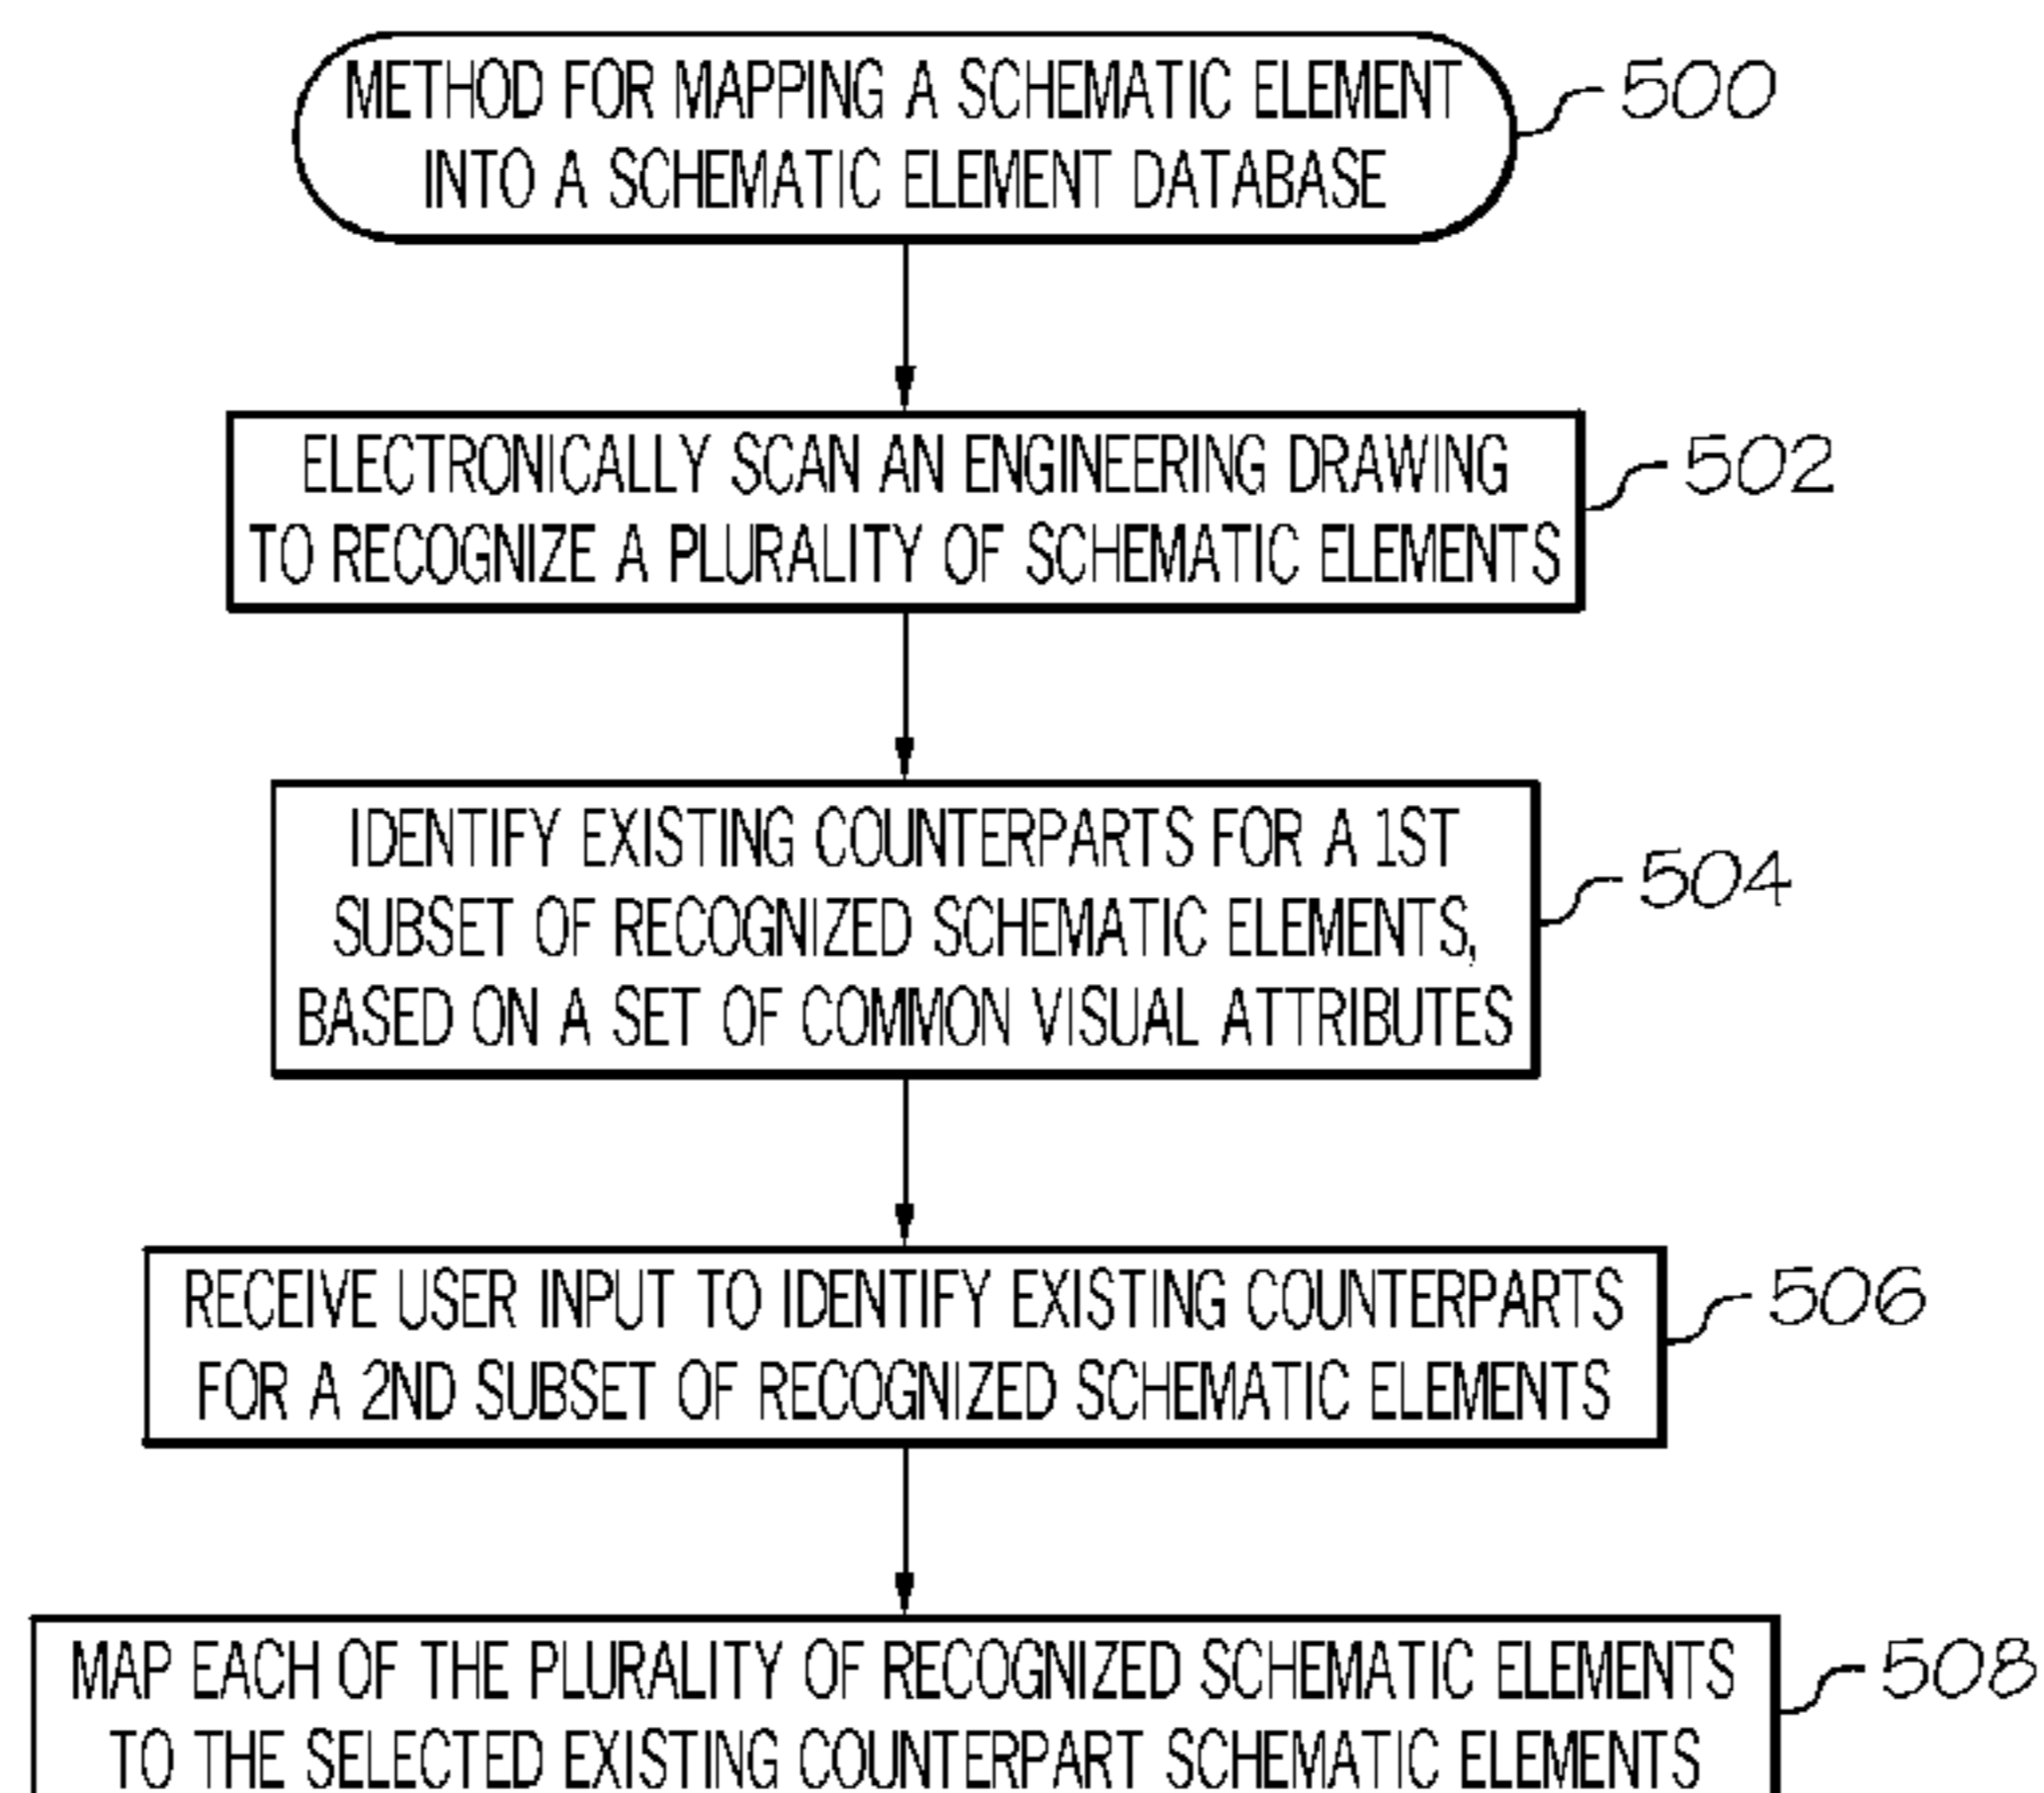 METHOD FOR MAPPING A SCHEMATIC ELEMENT
INTO A SCHEMATIC ELEMENT DATABASE
500
ELECTRONICALLY SCAN AN ENGINEERING DRAWING
TO RECOGNIZE A PLURALITY OF SCHEMATIC ELEMENTS
502
IDENTIFY EXISTING COUNTERPARTS FOR A 1ST
SUBSET OF RECOGNIZED SCHEMATIC ELEMENTS,
BASED ON A SET OF COMMON VISUAL ATTRIBUTES
504
RECEIVE USER INPUT TO IDENTIFY EXISTING COUNTERPARTS
FOR A 2ND SUBSET OF RECOGNIZED SCHEMATIC ELEMENTS
506
MAP EACH OF THE PLURALITY OF RECOGNIZED SCHEMATIC ELEMENTS
TO THE SELECTED EXISTING COUNTERPART SCHEMATIC ELEMENTS
508